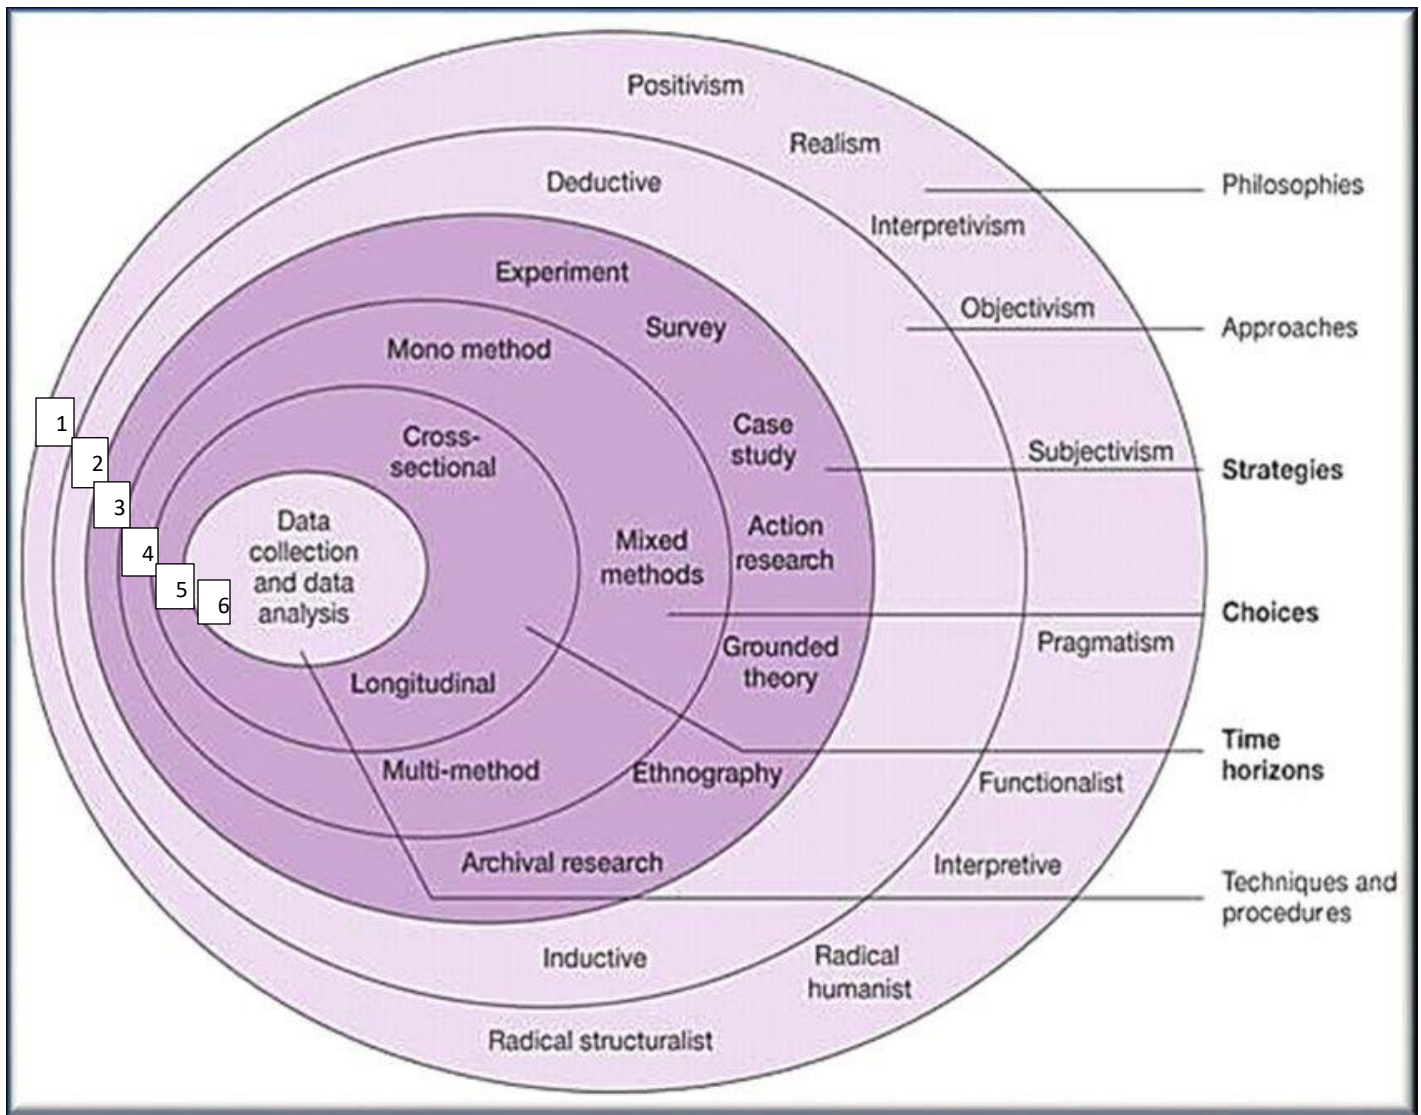 Positivism
Realism
Deductive
Philosophies
Interpretivism
Experiment
Objectivism
Survey
Approaches
Mono method
1
Case
study
Cross-
sectional
Subjectivism
2
Strategies
3
Data
collection
and data
analysis
Action
research
Mixed
methods
4
5
6
Choices
Pragmatism
Grounded
theory
Longitudinal
Time
horizons
Multi-method
Ethnography
Functionalist
Archival research
Interpretive
Techniques and
procedures
Inductive
Radical
humanist
Radical structuralist